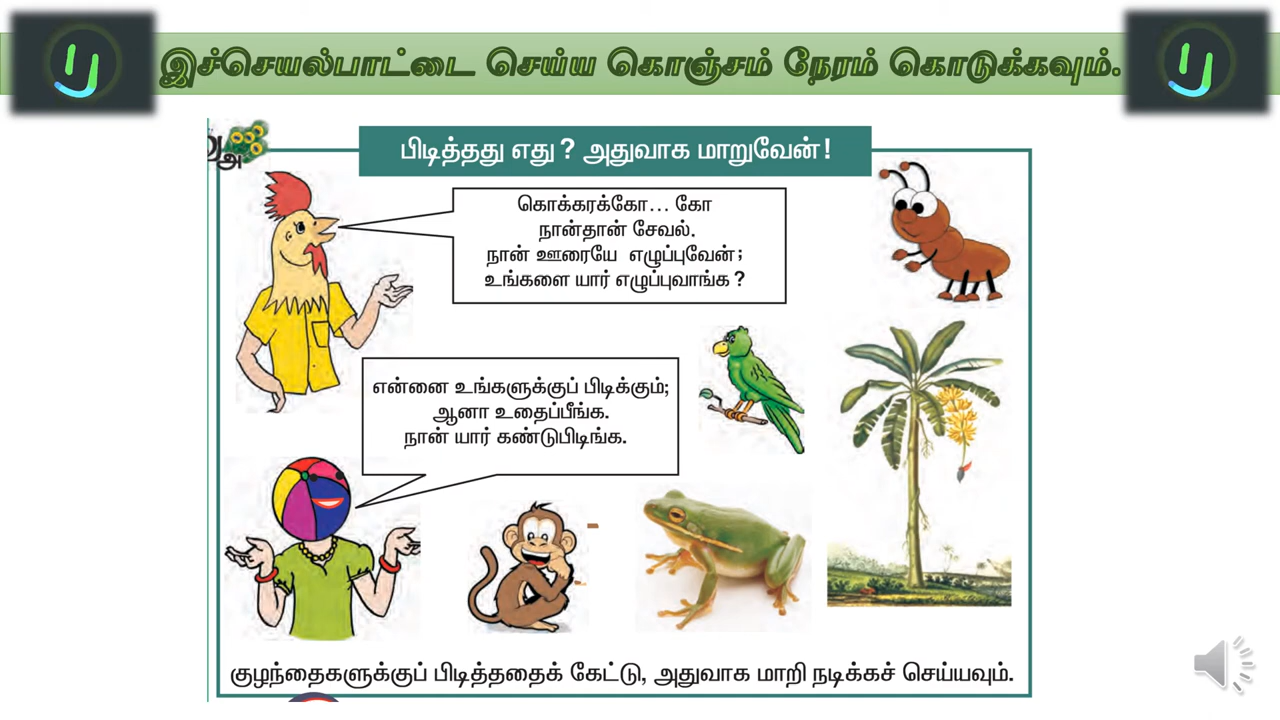 இச்செயல்பாட்டை செய்ய கொஞ்சம் நேரம் கொடுக்கவும்.
பிடித்தது எது? அதுவாக மாறுவேன்!
கொக்கரக்கோ... கோ
நான்தான் சேவல்.
நான் ஊரையே எழுப்புவேன்;
உங்களை யார் எழுப்புவாங்க?
என்னை உங்களுக்குப் பிடிக்கும்;
ஆனா உதைப்பீங்க.
நான் யார் கண்டுபிடிங்க.
குழந்தைகளுக்குப் பிடித்ததைக் கேட்டு, அதுவாக மாறி நடிக்கச் செய்யவும்.